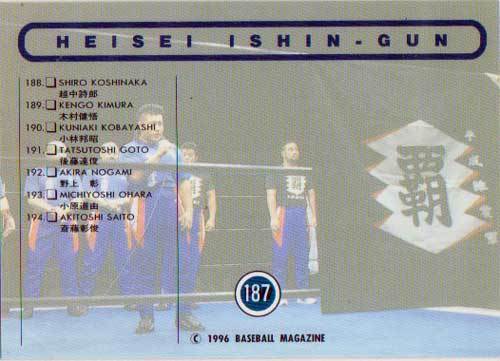 HEISEI ISHIN-GUN
188. SHIRO KOSHINAKA
越中詩郎
189. KENGO KIMURA
木村健悟
190. KUNIAKI KOBAYASHI
小林邦昭
191. TATSUTOSHI GOTO
後藤達俊
192. AKIRA NOGAMI
野上 彰
193. MICHIYOSHI OHARA
小原道由
194. AKITOSHI SAITO
斎藤彰俊
覇
187
© 1996 BASEBALL MAGAZINE